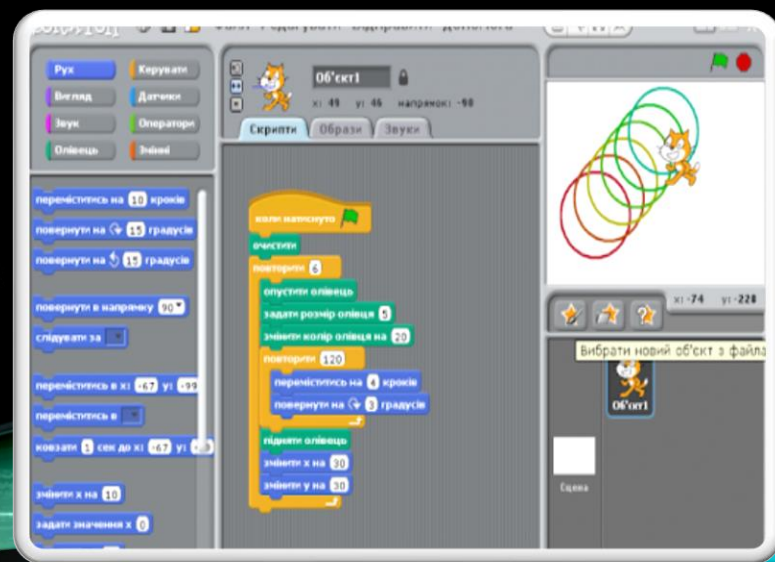 Рух Керувати
Вигляд Датчики
Звук Оператори
Олівець Змінні
Об'єкт1
x: 49 y: 46 напрямок: -90
Скрипти Образи Звуки
переміститись на 10 кроків
повернути на 15 градусів
повернути на 15 градусів
повернути в напрямку 90
слідувати за
переміститись в x: -67 y: -99
переміститись в
ковзати 1 сек до x: -67 y:
змінити x на 10
задати значення x 0
коли натиснуто
очистити
повторити 6
опустити олівець
задати розмір олівця 5
змінити колір олівця на 20
повторити 120
переміститись на 4 кроків
повернути на 3 градусів
підняти олівець
змінити x на 30
змінити y на 30
x: -74 y: -228
Вибрати новий об'єкт з файла
Об'єкт1
Сцена